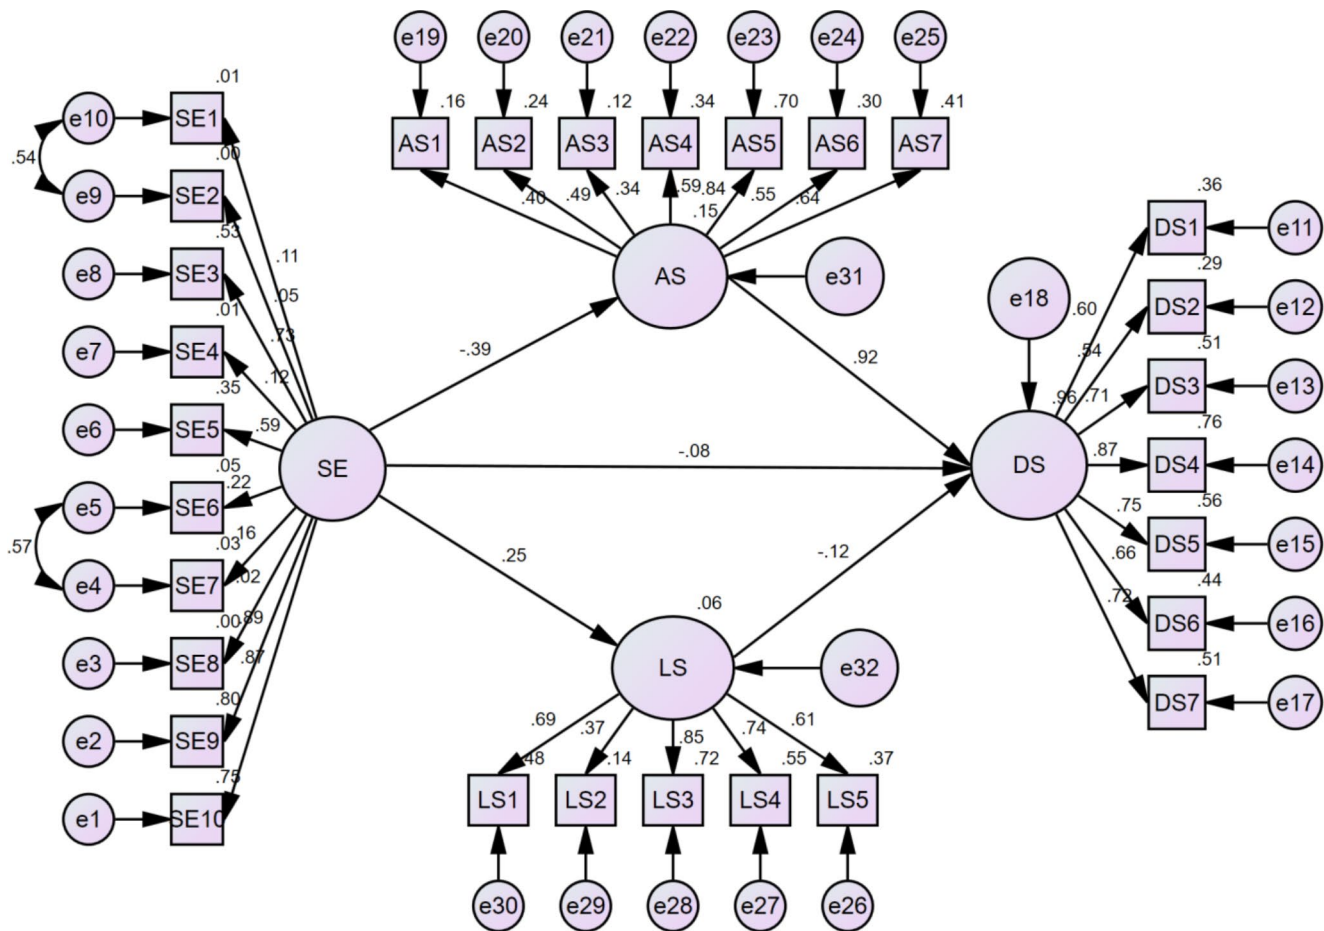 e19 e20 e21 e22 e23 e24 e25
.01
.16 .24 .12 .34 .70 .30 .41
e10 SE1 AS1 AS2 AS3 AS4 AS5 AS6 AS7
.54
.00
e9 SE2
.40 .49 .34 .59 .84 .55 .64
.15
.36
DS1 e11
.53
e8 SE3
.11
AS e31
.29
.05
e18
.60
DS2 e12
.01
.73
e7 SE4
-.39
.92
.54
.51
.12
.96 .71
DS3 e13
.35
e6 SE5
.59
.76
SE
-.08
DS
.87
DS4 e14
.05
.22
e5 SE6
.75
.56
DS5 e15
.57
.16
.03
.02
.25
-.12
.66
e4 SE7
.44
.72
DS6 e16
.00 .89
.06
e3 SE8
.87
LS e32
.51
DS7 e17
.80
e2 SE9
.69 .37 .85 .74 .61
.48 .14 .72 .55 .37
.75
e1 SE10
LS1 LS2 LS3 LS4 LS5
e30 e29 e28 e27 e26